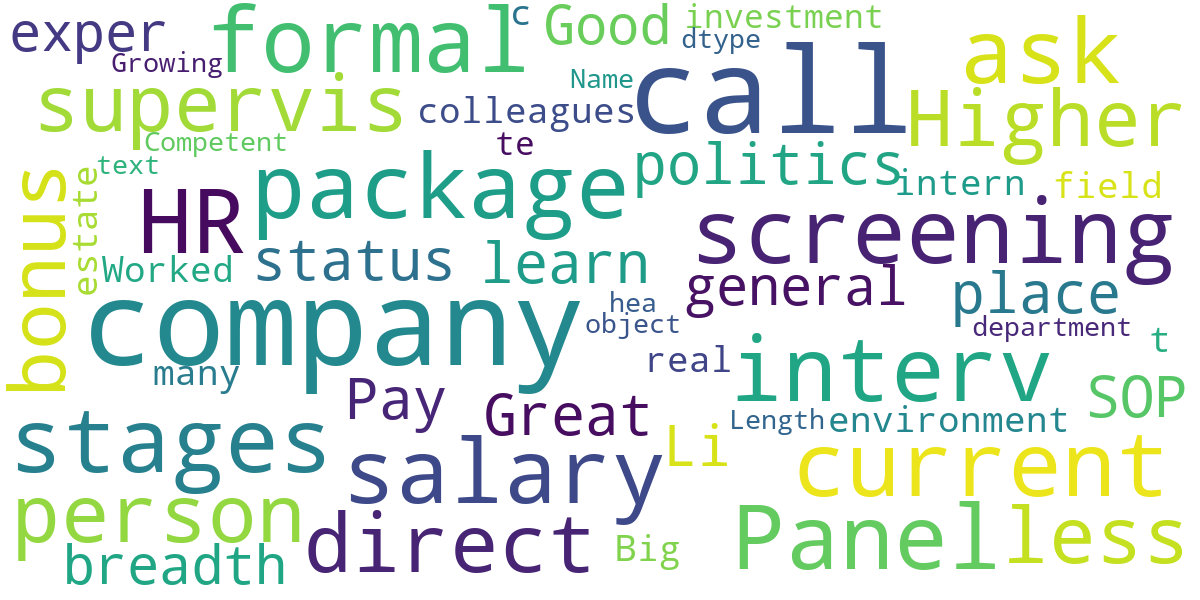 exper
formal
c
Good
investment
dtype
ask
Growing
Name
call
supervis
colleagues
Higher
Competent
te
politics
text
package
intern
field
bonus
estate
HR
screening
Worked
status
learn
general
place
company
hea
object
department
many
real
interv
t
Pay
Great
Length
environment
SOP
stages
salary
Li
current
person
direct
Big
Panel
less
breadth